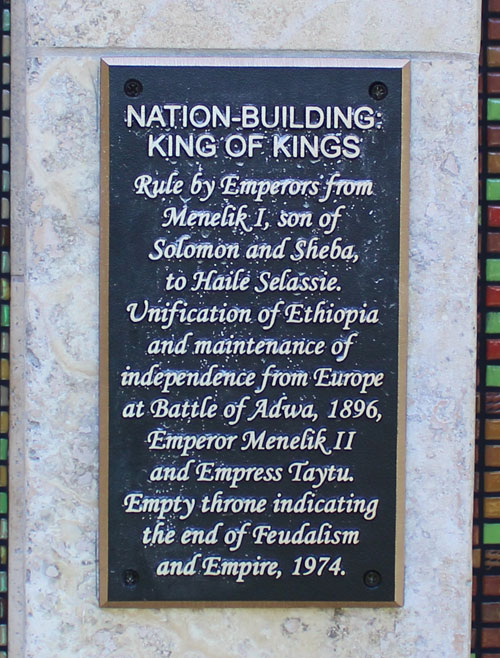 NATION-BUILDING:
KING OF KINGS
Rule by Emperors from
Menelik I, son of
Solomon and Sheba,
to Haile Selassie.
Unification of Ethiopia
and maintenance of
independence from Europe
at Battle of Adwa, 1896,
Emperor Menelik II
and Empress Taytu.
Empty throne indicating
the end of Feudalism
and Empire, 1974.